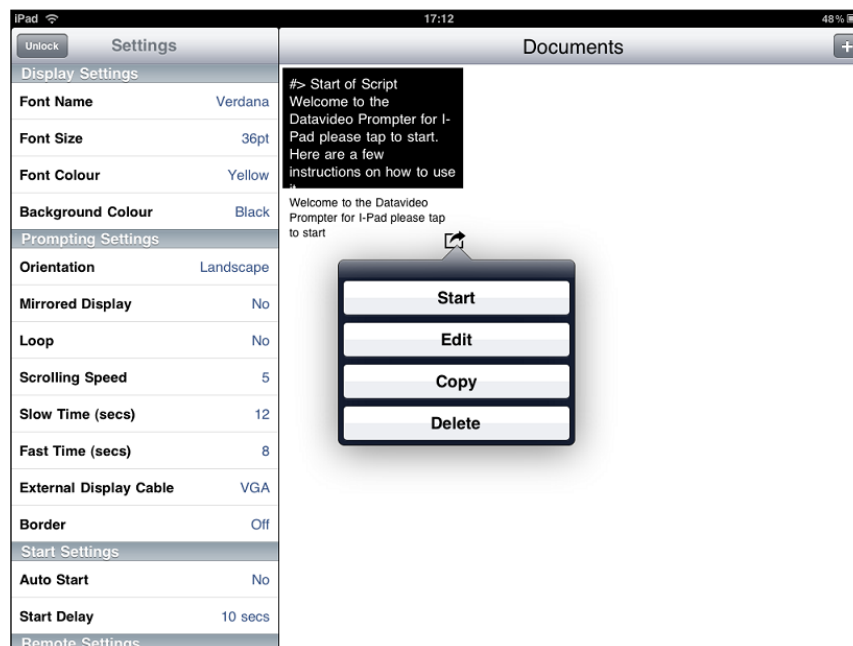 iPad 17:12 48%
Unlock Settings
Display Settings
Font Name Verdana
Font Size 36pt
Font Colour Yellow
Background Colour Black
Prompting Settings
Orientation Landscape
Mirrored Display No
Loop No
Scrolling Speed 5
Slow Time (secs) 12
Fast Time (secs) 8
External Display Cable VGA
Border Off
Start Settings
Auto Start No
Start Delay 10 secs
Remote Settings
Documents +
#> Start of Script
Welcome to the
Datavideo Prompter for I-
Pad please tap to start.
Here are a few
instructions on how to use
Welcome to the Datavideo
Prompter for I-Pad please tap
to start
Start
Edit
Copy
Delete